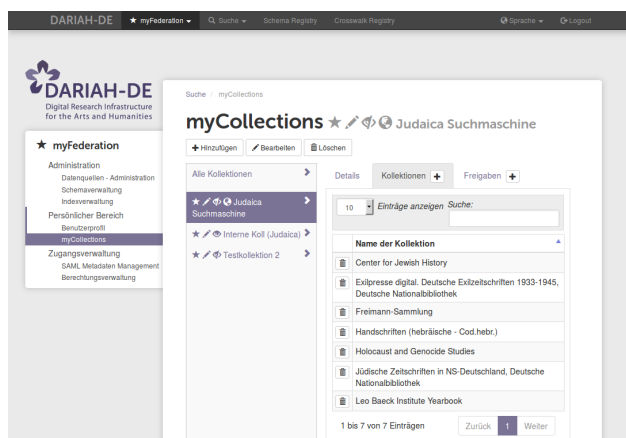 DARIAH-DE
myFederation
Suche
Schema Registry
Crosswalk Registry
Sprache
Logout
DARIAH-DE
Digital Research Infrastructure
for the Arts and Humanities
myFederation
Administration
Datenquellen - Administration
Schemaverwaltung
Indexverwaltung
Persönlicher Bereich
Benutzerprofil
myCollections
Zugangsverwaltung
SAML Metadaten Management
Berechtungsverwaltung
Suche / myCollections
myCollections Judaica Suchmaschine
Hinzufügen
Bearbeiten
Löschen
Alle Kollektionen
Judaica
Suchmaschine
Interne Koll (Judaica)
Testkollektion 2
Details
Kollektionen
Freigaben
10 Einträge anzeigen Suche:
Name der Kollektion
Center for Jewish History
Exilpresse digital. Deutsche Exilzeitschriften 1933-1945,
Deutsche Nationalbibliothek
Freimann-Sammlung
Handschriften (hebräische - Cod.hebr.)
Holocaust and Genocide Studies
Jüdische Zeitschriften in NS-Deutschland, Deutsche
Nationalbibliothek
Leo Baeck Institute Yearbook
1 bis 7 von 7 Einträgen
Zurück 1 Weiter